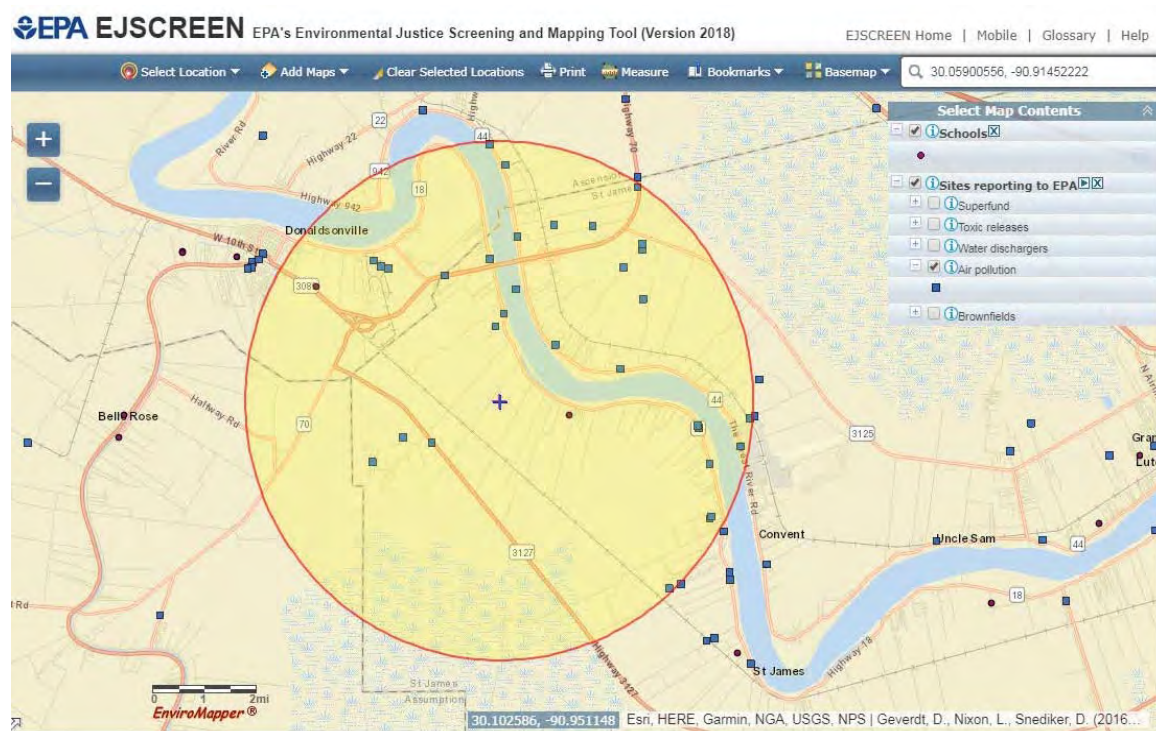 EPA EJSCREEN EPA's Environmental Justice Screening and Mapping Tool (Version 2018)
EJSCREEN Home | Mobile | Glossary | Help
Select Location Add Maps Clear Selected Locations Print Measure Bookmarks Basemap 30.05900556, -90.91452222
Select Map Contents
Schools
Sites reporting to EPA
Superfund
Toxic releases
Water dischargers
Air pollution
Brownfields
River Rd
22
Highway 22
942
Highway 942
44
18
Highway 70
Ascension
St James
Donaldsonville
W 10th St
308
Halfway Rd
Belle Rose
70
44
3125
The River Rd
3127
Convent
Uncle Sam
44
18
Highway 18
St James
Highway 3127
St James
Assumption
Rd
0 1 2mi
EnviroMapper ®
30.102586, -90.951148 Esri, HERE, Garmin, NGA, USGS, NPS | Geverdt, D., Nixon, L., Snediker, D. (2016...